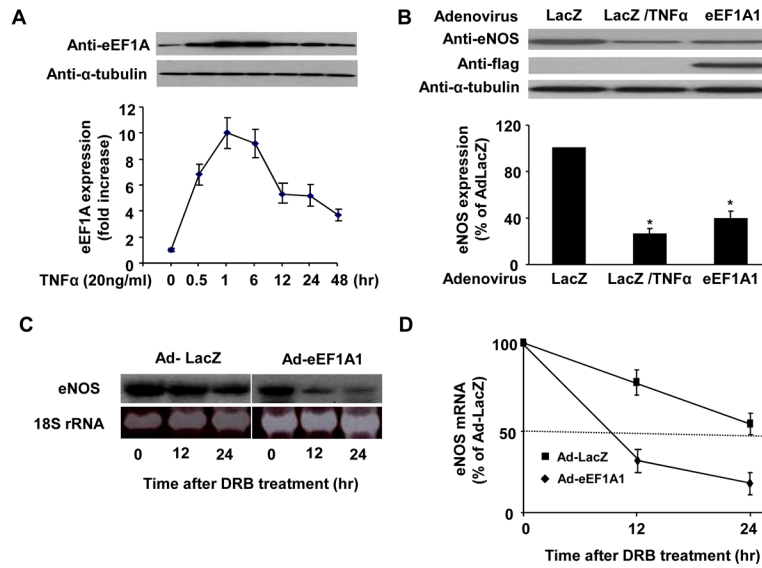 A
Anti-eEF1A
Anti-α-tubulin
eEF1A expression
(fold increase)
12
10
8
6
4
2
0
TNFα (20ng/ml)
0 0.5 1 6 12 24 48 (hr)
B
Adenovirus LacZ LacZ /TNFα eEF1A1
Anti-eNOS
Anti-flag
Anti-α-tubulin
eNOS expression
(% of AdLacZ)
120
80
40
0
* *
Adenovirus LacZ LacZ /TNFα eEF1A1
C
Ad- LacZ Ad-eEF1A1
eNOS
18S rRNA
0 12 24 0 12 24
Time after DRB treatment (hr)
D
eNOS mRNA
(% of Ad-LacZ)
100
50
0
Ad-LacZ
Ad-eEF1A1
0 12 24
Time after DRB treatment (hr)